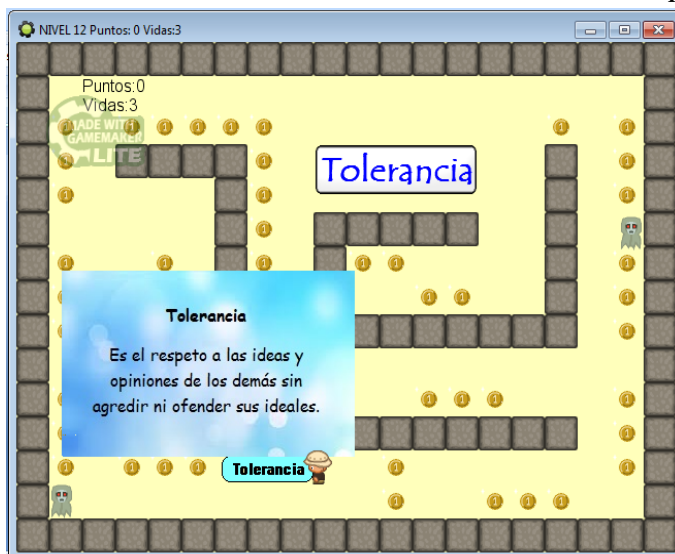 NIVEL 12 Puntos: 0 Vidas:3
Puntos:0
Vidas:3
MADE WITH
GAMEMAKER
LITE
Tolerancia
Tolerancia
Es el respeto a las ideas y
opiniones de los demás sin
agredir ni ofender sus ideales.
Tolerancia